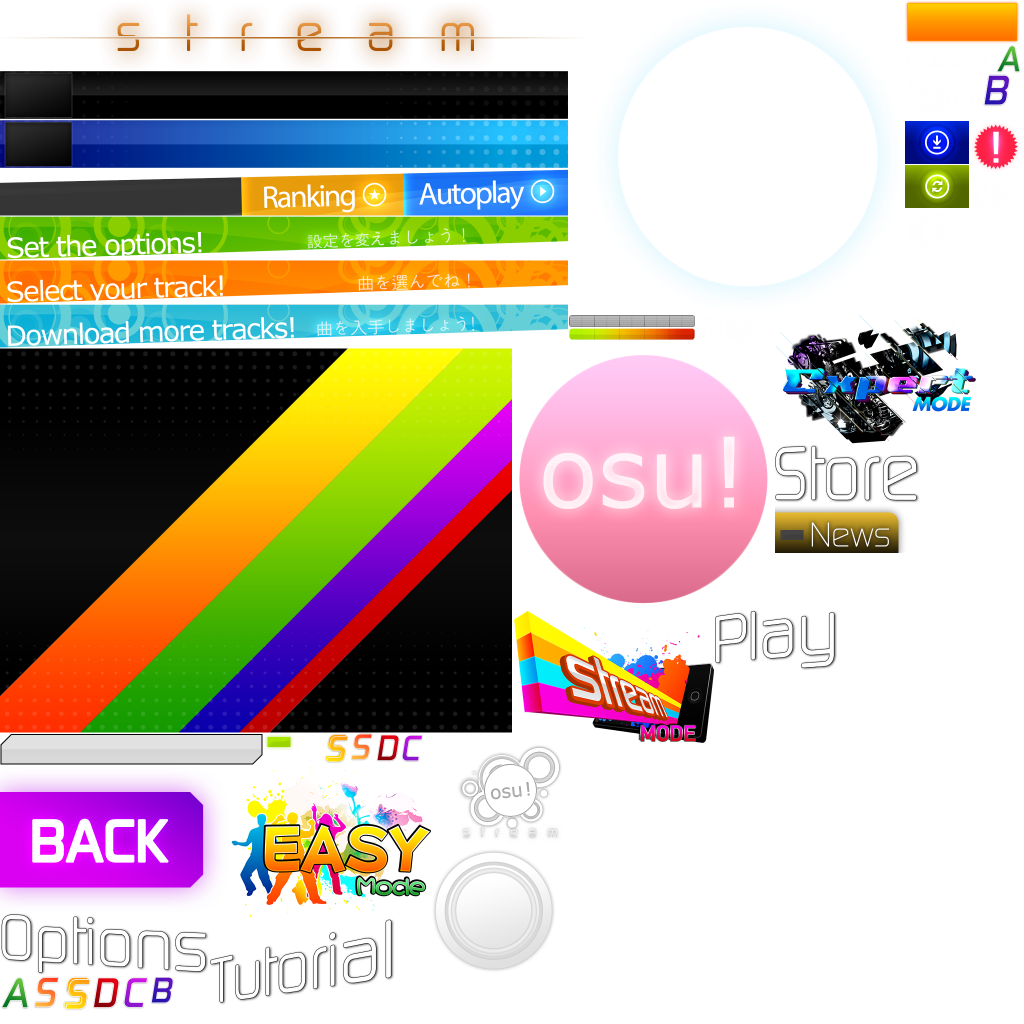 stream
A
B
Ranking
Autoplay
Set the options!
設定を変えましょう!
Select your track!
曲を選んでね!
Download more tracks!
曲を入手しましょう!
!
Expert
MODE
osu!
Store
News
Play
Stream
MODE
SSDC
osu!
stream
BACK
EASY
Mode
Options
Tutorial
ASSDCB